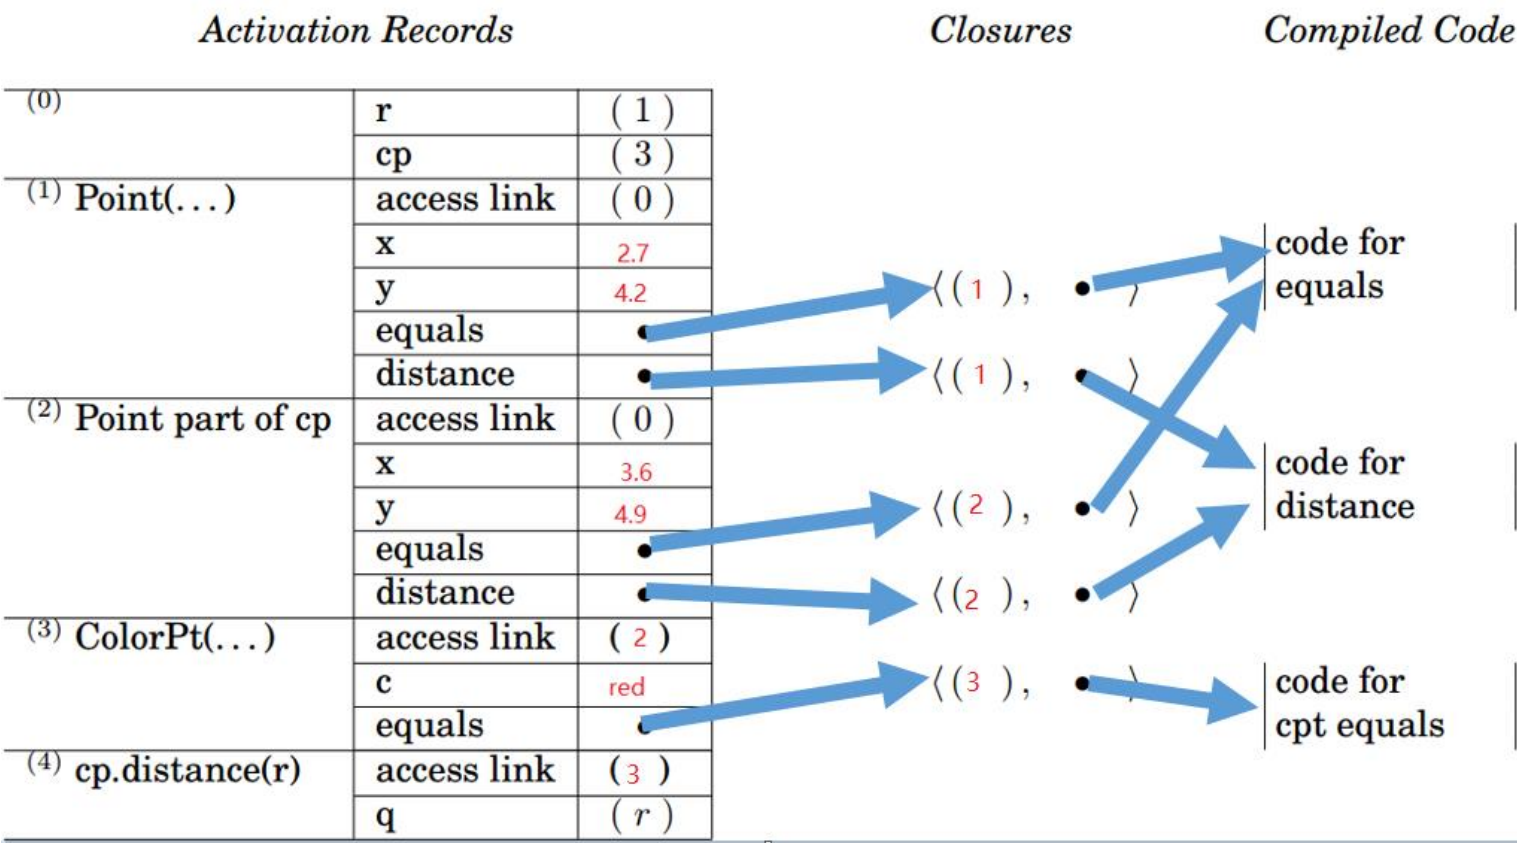 Activation Records Closures Compiled Code
(0) r ( 1 )
cp ( 3 )
(1) Point(...) access link ( 0 )
x 2.7
y 4.2
equals •
distance •
(2) Point part of cp access link ( 0 )
x 3.6
y 4.9
equals •
distance •
(3) ColorPt(...) access link ( 2 )
c red
equals •
(4) cp.distance(r) access link ( 3 )
q ( r )
⟨( 1 ), • ⟩
⟨( 1 ), • ⟩
⟨( 2 ), • ⟩
⟨( 2 ), • ⟩
⟨( 3 ), • ⟩
code for
equals
code for
distance
code for
cpt equals